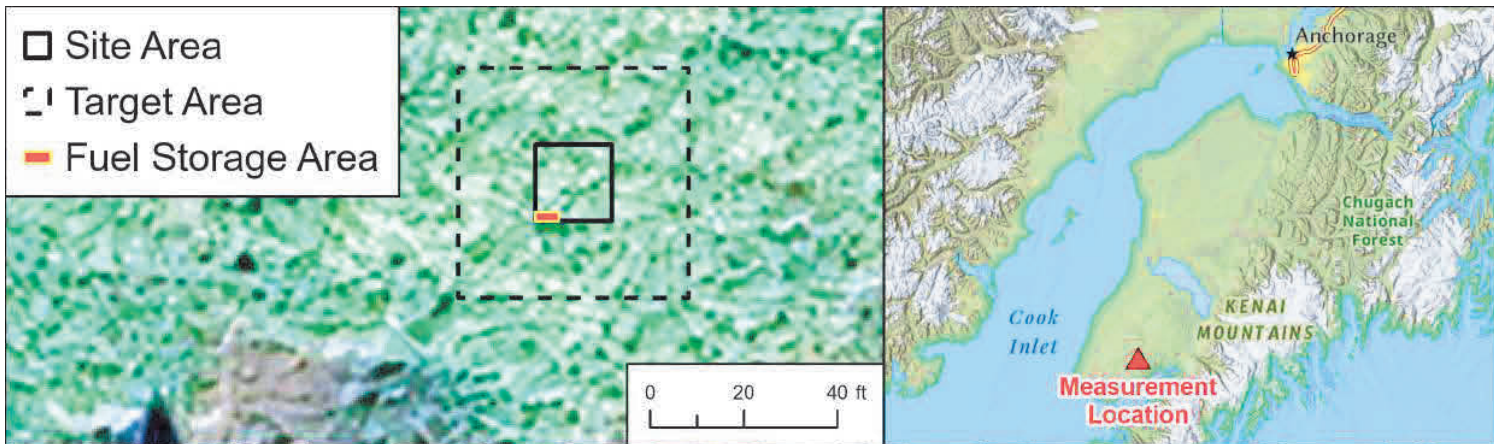 Site Area
Target Area
Fuel Storage Area
0
20
40 ft
Anchorage
Chugach
National
Forest
KENAI
MOUNTAINS
Cook
Inlet
Measurement
Location